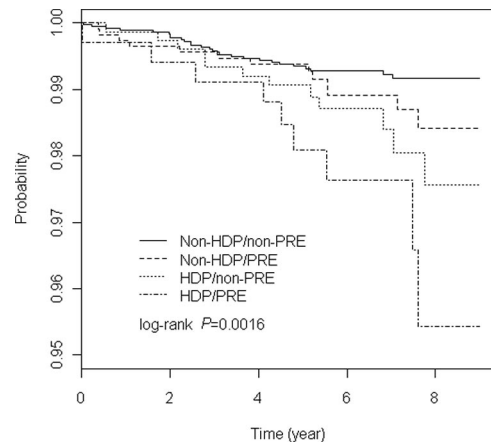 1.00
0.99
0.98
0.97
0.96
0.95
Probability
Non-HDP/non-PRE
Non-HDP/PRE
HDP/non-PRE
HDP/PRE
log-rank P=0.0016
0 2 4 6 8
Time (year)